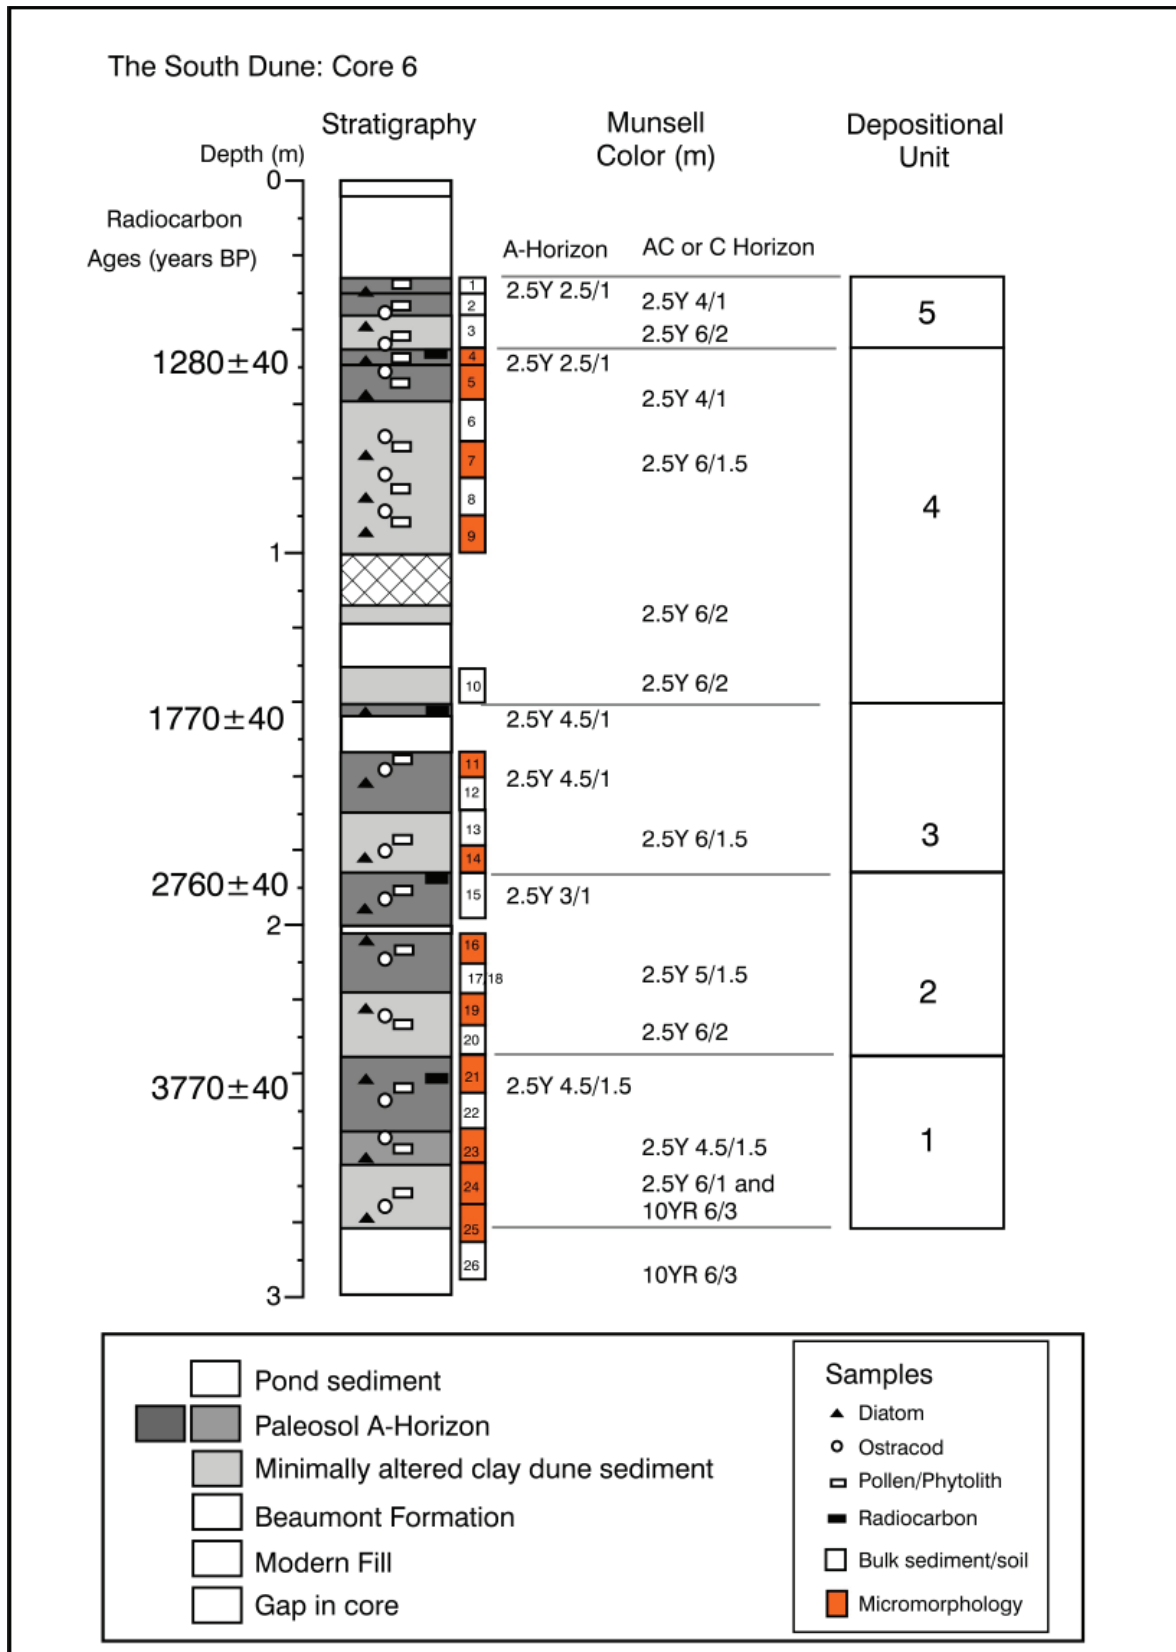 The South Dune: Core 6
Stratigraphy
Munsell
Color (m)
Depositional
Unit
Depth (m)
0
Radiocarbon
Ages (years BP)
A-Horizon
AC or C Horizon
1
2.5Y 2.5/1
2
2.5Y 4/1
5
3
2.5Y 6/2
1280±40
4
2.5Y 2.5/1
5
2.5Y 4/1
6
7
2.5Y 6/1.5
8
4
9
1
2.5Y 6/2
10
2.5Y 6/2
1770±40
2.5Y 4.5/1
11
2.5Y 4.5/1
12
13
2.5Y 6/1.5
3
14
2760±40
15
2.5Y 3/1
2
16
17/18
2.5Y 5/1.5
2
19
20
2.5Y 6/2
21
3770±40
2.5Y 4.5/1.5
22
23
2.5Y 4.5/1.5
1
24
2.5Y 6/1 and
10YR 6/3
25
26
10YR 6/3
3
Pond sediment
Paleosol A-Horizon
Minimally altered clay dune sediment
Beaumont Formation
Modern Fill
Gap in core
Samples
Diatom
Ostracod
Pollen/Phytolith
Radiocarbon
Bulk sediment/soil
Micromorphology